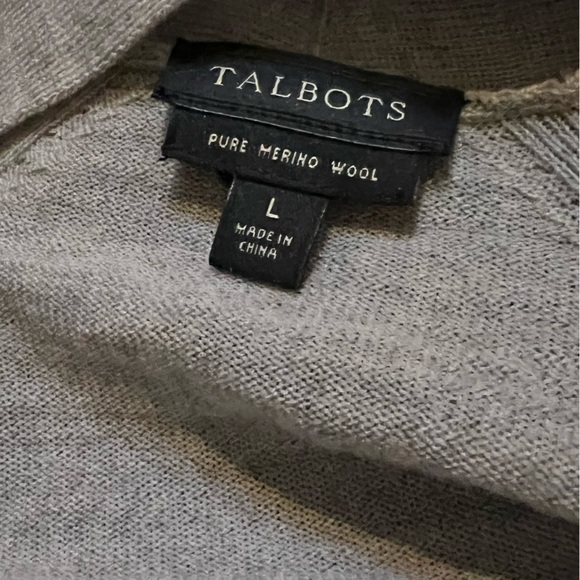 TALBOTS
PURE MERINO WOOL
L
MADE IN
CHINA